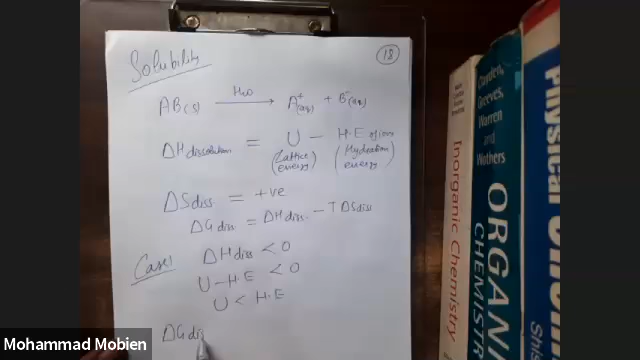 Solubility
18
AB(s) H2O → A+(aq) + B-(aq)
ΔH dissolution = U - H.E of ions
(Lattice energy) (Hydration energy)
ΔS diss = +ve
ΔG diss = ΔH diss. - TΔS diss
Case I ΔH diss < 0
U - H.E < 0
U < H.E
ΔG dis
Mohammad Mobien
Inorganic Chemistry
Clayden, Greeves, Warren and Wothers
ORGANIC CHEMISTRY
Physical